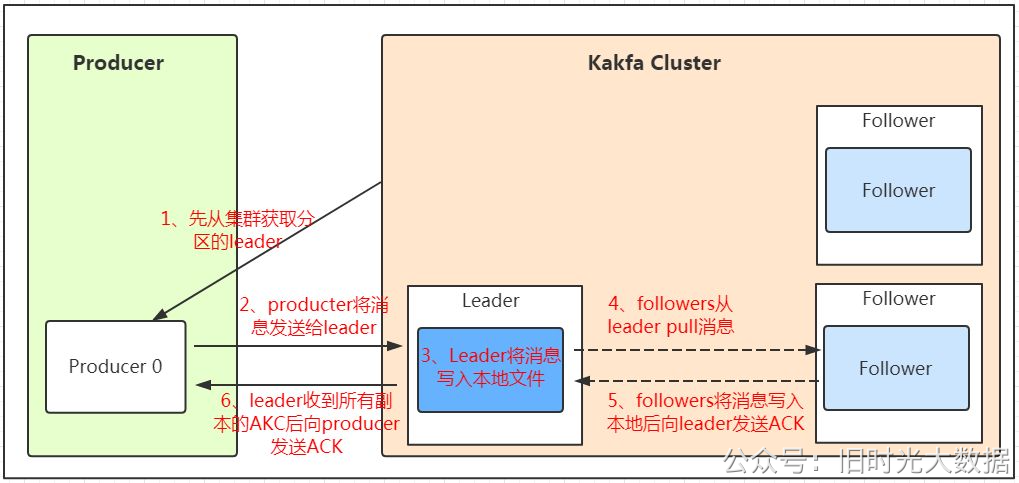 Producer
Kakfa Cluster
Follower
Follower
1、先从集群获取分
区的leader
2、producter将消
息发送给leader
Leader
4、followers从
leader pull消息
Follower
Producer 0
3、Leader将消息
写入本地文件
Follower
6、leader收到所有副
本的AKC后向producer
发送ACK
5、followers将消息写入
本地后向leader发送ACK
公众号：旧时光大数据